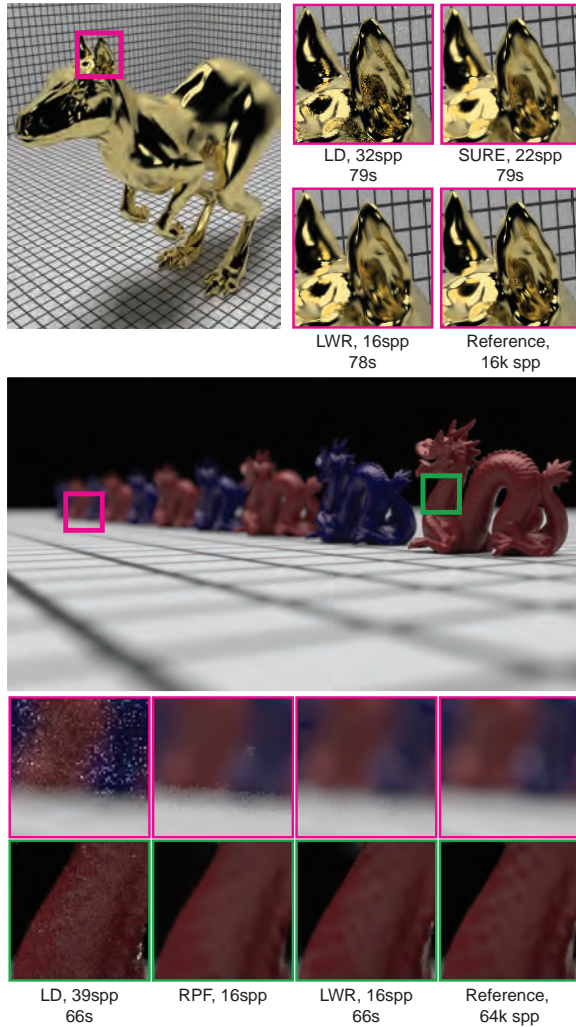 LD, 32spp
79s
SURE, 22spp
79s
LWR, 16spp
78s
Reference,
16k spp
LD, 39spp
66s
RPF, 16spp
LWR, 16spp
66s
Reference,
64k spp